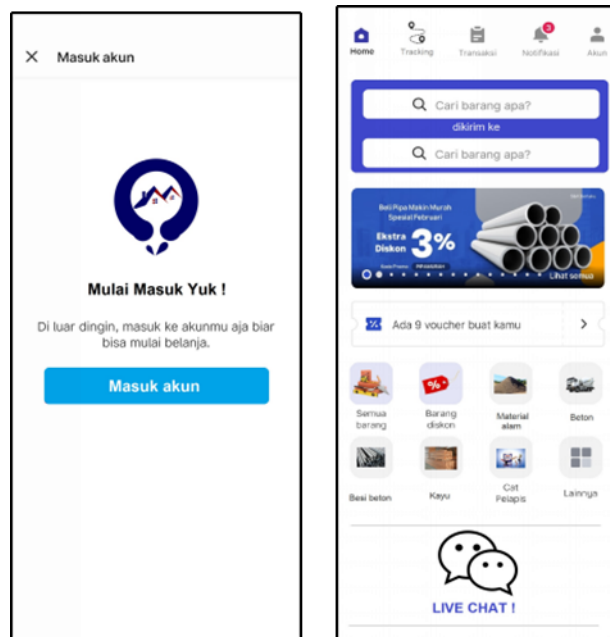 Masuk akun
Mulai Masuk Yuk !
Di luar dingin, masuk ke akunmu aja biar
bisa mulai belanja.
Masuk akun
Home
Tracking
Transaksi
3
Notifikasi
Akun
Cari barang apa?
dikirim ke
Cari barang apa?
Beli Pipa Makin Murah
Spesial Februari
Ekstra
Diskon
3%
Lihat semua
Ada 9 voucher buat kamu
Semua
barang
%
Barang
diskon
Material
alam
Beton
Besi beton
Kayu
Cat
Pelapis
Lainnya
LIVE CHAT !